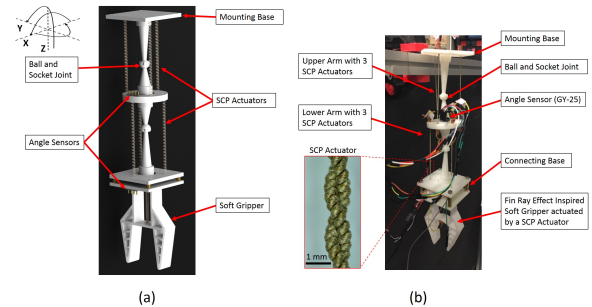 Y
X
Z
Mounting Base
Ball and
Socket Joint
SCP Actuators
Angle Sensors
Soft Gripper
(a)
Mounting Base
Upper Arm with 3
SCP Actuators
Ball and Socket Joint
Angle Sensor (GY-25)
Lower Arm with 3
SCP Actuators
SCP Actuator
1 mm
Connecting Base
Fin Ray Effect Inspired
Soft Gripper actuated
by a SCP Actuator
(b)